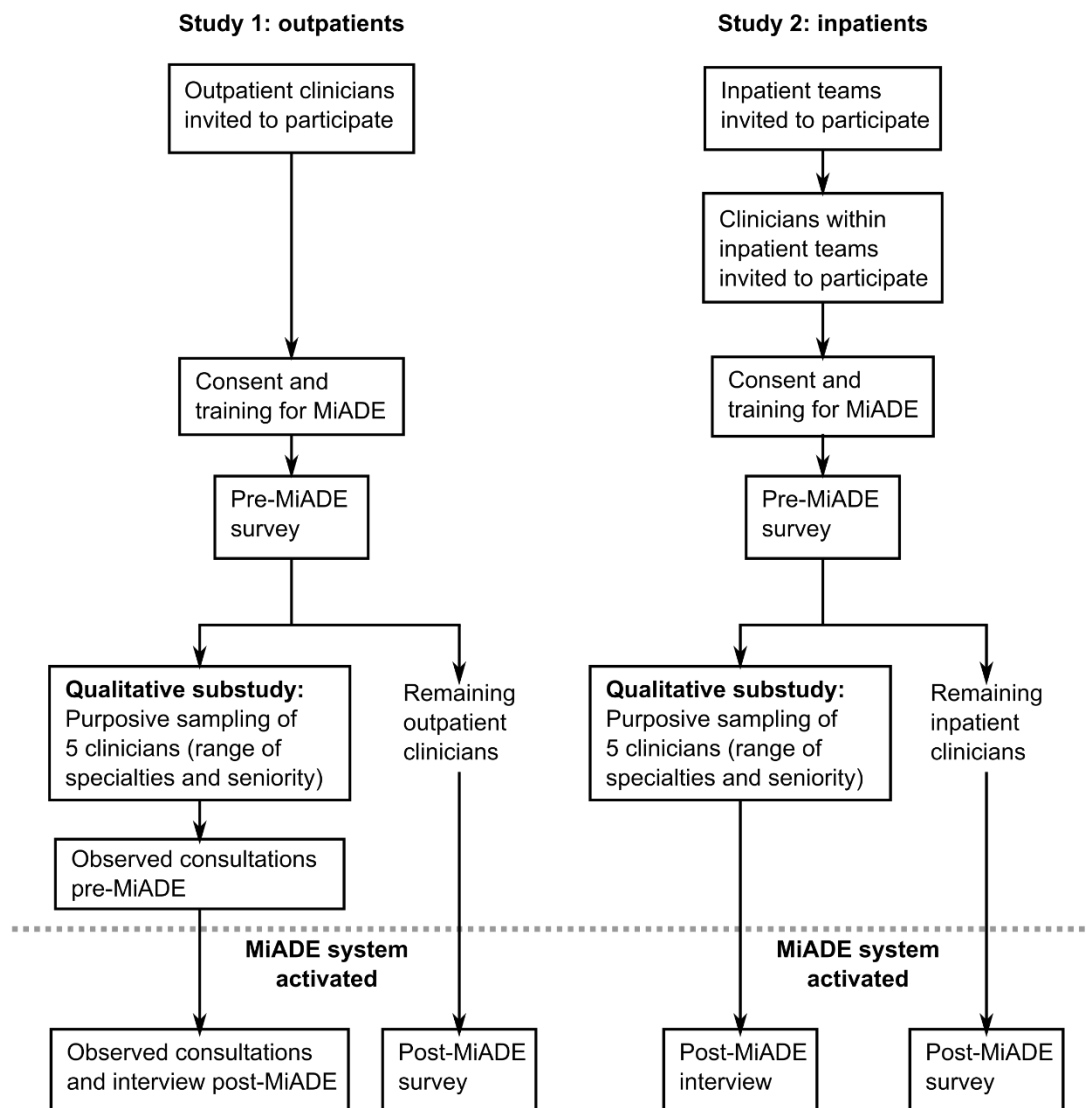 Study 1: outpatients
Outpatient clinicians
invited to participate
Consent and
training for MiADE
Pre-MiADE
survey
Qualitative substudy:
Purposive sampling of
5 clinicians (range of
specialties and seniority)
Remaining
outpatient
clinicians
Observed consultations
pre-MiADE
MiADE system
activated
Observed consultations
and interview post-MiADE
Post-MiADE
survey
Study 2: inpatients
Inpatient teams
invited to participate
Clinicians within
inpatient teams
invited to participate
Consent and
training for MiADE
Pre-MiADE
survey
Qualitative substudy:
Purposive sampling of
5 clinicians (range of
specialties and seniority)
Remaining
inpatient
clinicians
MiADE system
activated
Post-MiADE
interview
Post-MiADE
survey